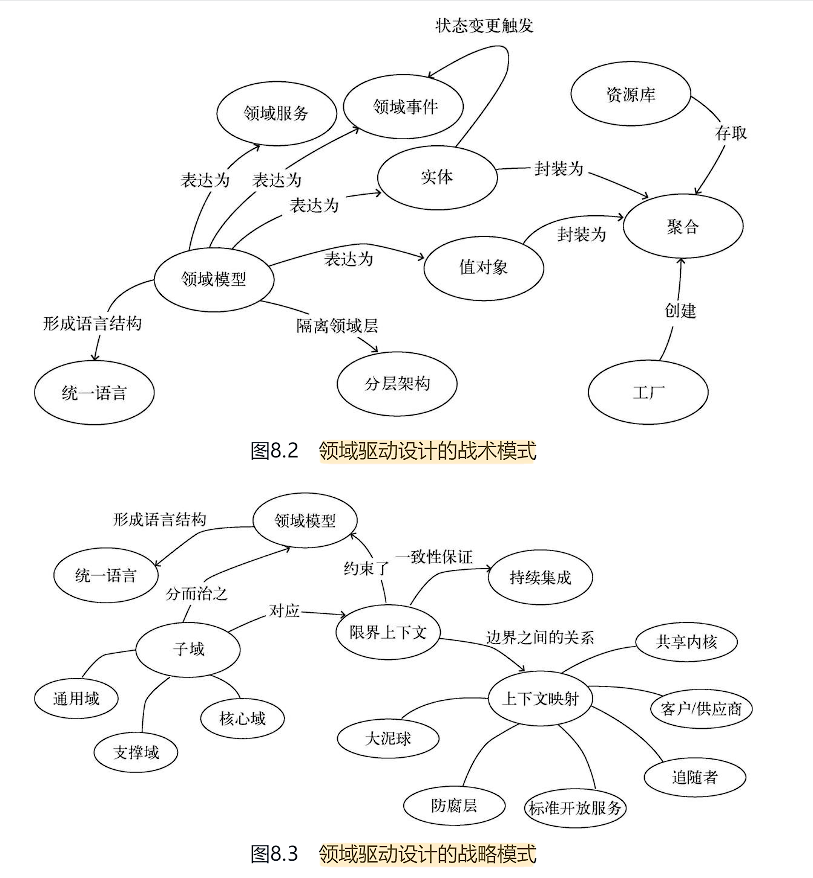 状态变更触发
领域服务
领域事件
资源库
存取
表达为
表达为
实体
封装为
表达为
聚合
封装为
领域模型
表达为
值对象
形成语言结构
隔离领域层
创建
统一语言
分层架构
工厂
图8.2 领域驱动设计的战术模式
形成语言结构
领域模型
统一语言
约束了
一致性保证
持续集成
分而治之
对应
限界上下文
边界之间的关系
共享内核
子域
上下文映射
通用域
核心域
客户/供应商
支撑域
大泥球
追随者
防腐层
标准开放服务
图8.3 领域驱动设计的战略模式